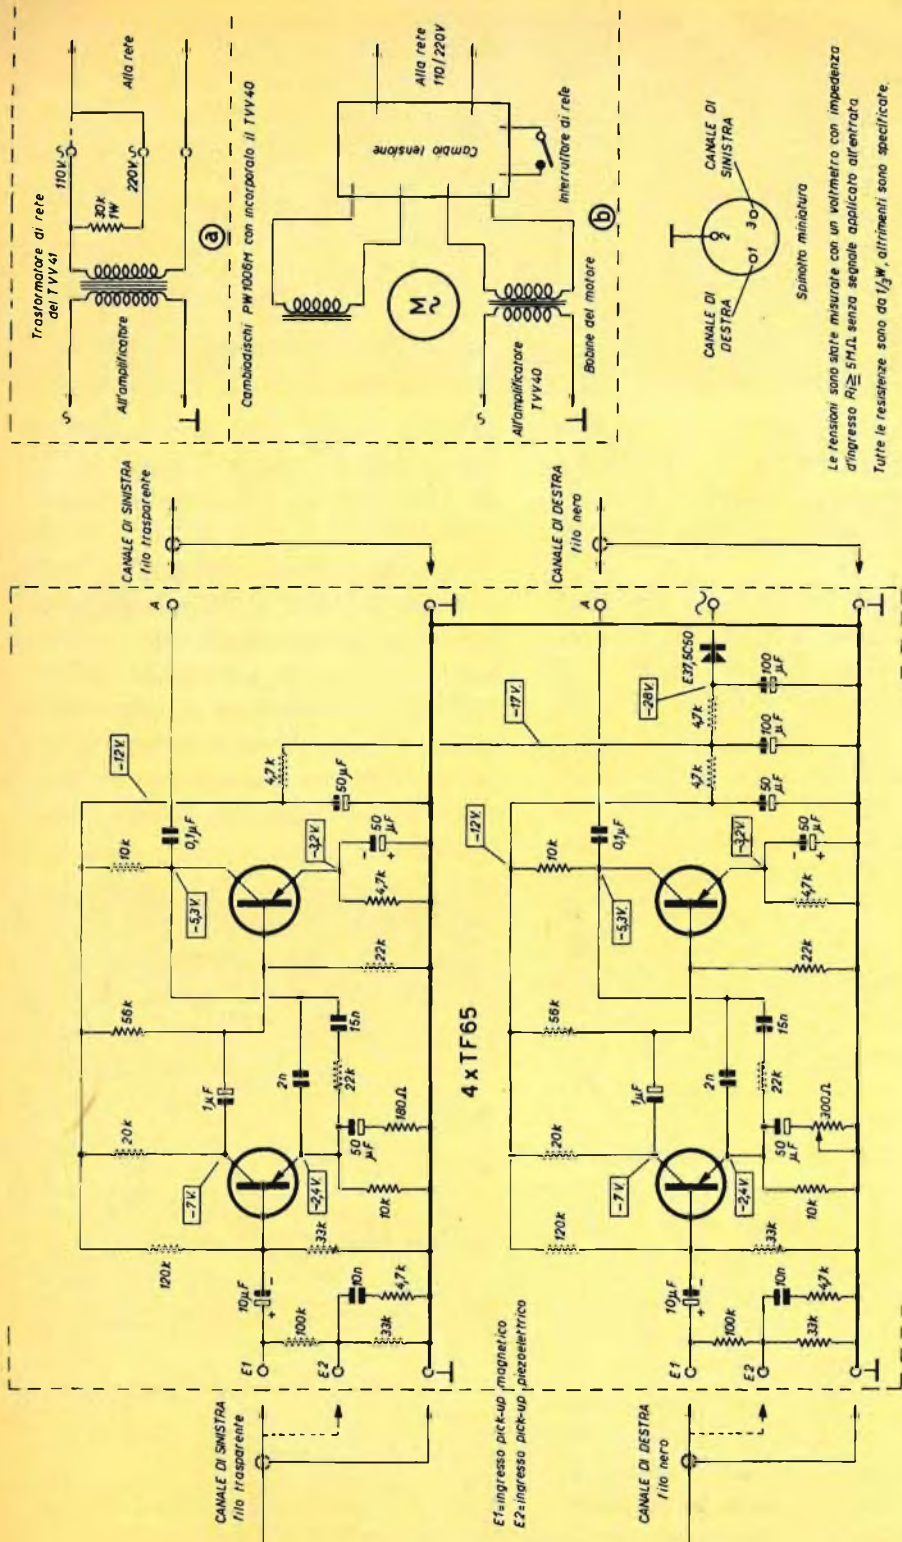 Trasformatore di rete
del TVV41
All'amplificatore
30k
1W
110V
220V
S
S
Alla rete
S
a
Cambiadischi PW1006M con incorporato il TVV40
M
~
All'amplificatore
TVV40
Bobine del motore
S
Cambio tensione
Alla rete
110/220V
Interruttore di rete
b
CANALE DI
DESTRA
CANALE DI
SINISTRA
1
2
3
Spinotto miniatura
Le tensioni sono state misurate con un voltmetro con impedenza
d'ingresso Ri≧5MΩ senza segnale applicato all'entrata
Tutte le resistenze sono da 1/3W, altrimenti sono specificate.
CANALE DI SINISTRA
filo trasparente
E1
E2
10µF
+
-
100k
33k
10n
4,7k
120k
33k
20k
-7V.
-2,4V.
10k
50
µF
180Ω
1µF
2n
22k
15n
56k
22k
10k
-5,3V.
-3,2V.
4,7k
50
µF
-
+
0,1µF
-12V.
4,7k
50µF
A
CANALE DI SINISTRA
filo trasparente
4xTF65
E1=ingresso pick-up magnetico
E2=ingresso pick-up piezoelettrico
CANALE DI DESTRA
filo nero
E1
E2
10µF
+
-
100k
33k
10n
4,7k
120k
33k
20k
-7V.
-2,4V.
10k
50
µF
300Ω
1µF
2n
22k
15n
56k
22k
10k
-5,3V.
-3,2V.
4,7k
50
µF
-
+
0,1µF
-12V.
-17V.
4,7k
50
µF
4,7k
100
µF
-28V.
100
µF
E37,5C50
A
~
CANALE DI DESTRA
filo nero